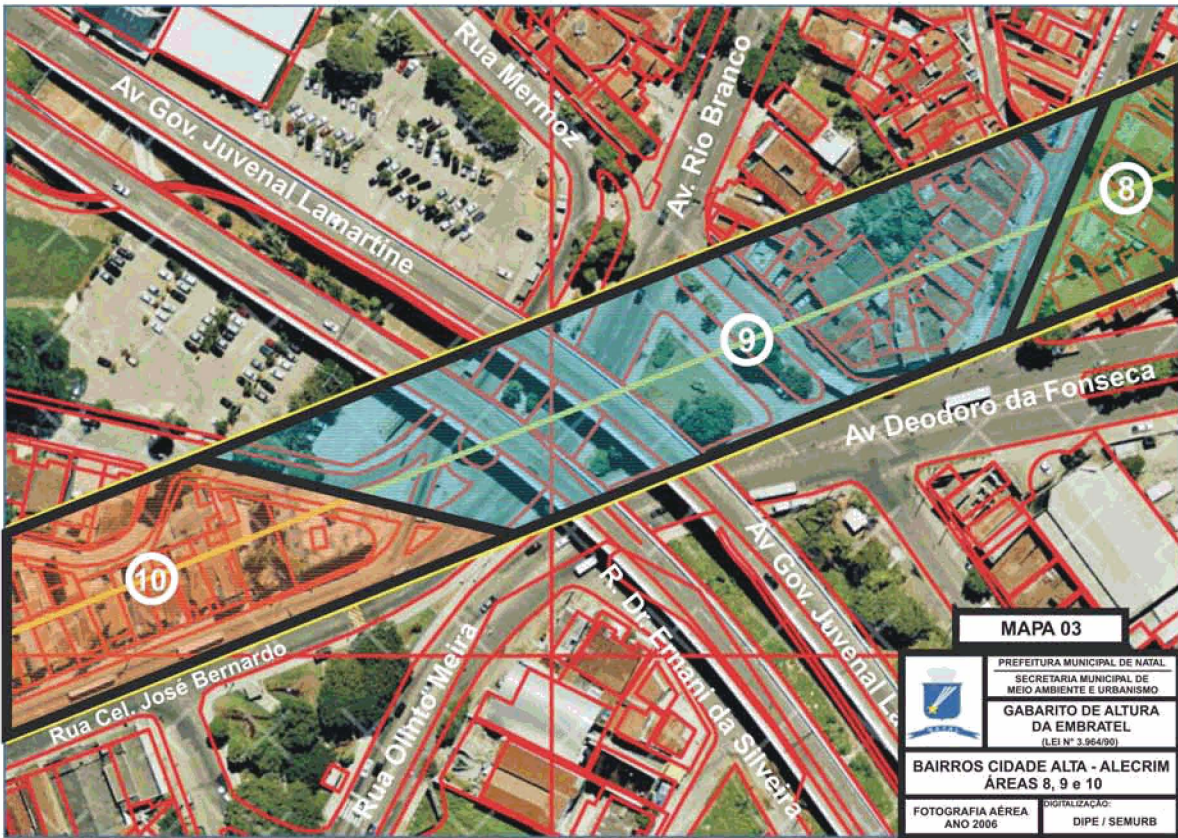 Rua Mermoz
Av. Rio Branco
Av Gov. Juvenal Lamartine
8
9
Av Deodoro da Fonseca
10
Av Gov. Juvenal La
R. Dr Ernani da Silveira
Rua Olinto Meira
Rua Cel. José Bernardo
MAPA 03
NATAL
PREFEITURA MUNICIPAL DE NATAL
SECRETARIA MUNICIPAL DE
MEIO AMBIENTE E URBANISMO
GABARITO DE ALTURA
DA EMBRATEL
(LEI Nº 3.964/90)
BAIRROS CIDADE ALTA - ALECRIM
ÁREAS 8, 9 e 10
FOTOGRAFIA AÉREA
ANO 2006
DIGITALIZAÇÃO:
DIPE / SEMURB